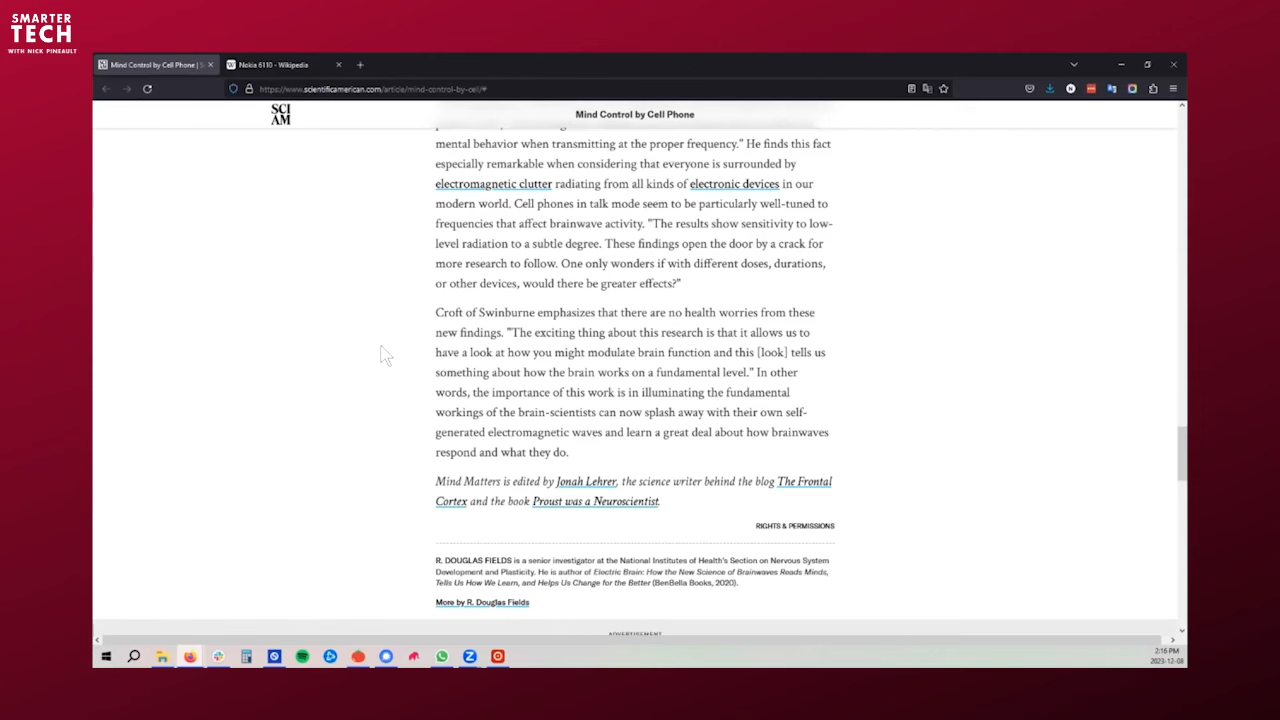 SMARTER
TECH
WITH NICK PINEAULT
Mind Control by Cell Phone | S
Nokia 6110 - Wikipedia
https://www.scientificamerican.com/article/mind-control-by-cell/#
SCI
AM
Mind Control by Cell Phone
mental behavior when transmitting at the proper frequency." He finds this fact
especially remarkable when considering that everyone is surrounded by
electromagnetic clutter radiating from all kinds of electronic devices in our
modern world. Cell phones in talk mode seem to be particularly well-tuned to
frequencies that affect brainwave activity. "The results show sensitivity to low-
level radiation to a subtle degree. These findings open the door by a crack for
more research to follow. One only wonders if with different doses, durations,
or other devices, would there be greater effects?"
Croft of Swinburne emphasizes that there are no health worries from these
new findings. "The exciting thing about this research is that it allows us to
have a look at how you might modulate brain function and this [look] tells us
something about how the brain works on a fundamental level." In other
words, the importance of this work is in illuminating the fundamental
workings of the brain-scientists can now splash away with their own self-
generated electromagnetic waves and learn a great deal about how brainwaves
respond and what they do.
Mind Matters is edited by Jonah Lehrer, the science writer behind the blog The Frontal
Cortex and the book Proust was a Neuroscientist.
RIGHTS & PERMISSIONS
R. DOUGLAS FIELDS is a senior investigator at the National Institutes of Health's Section on Nervous System
Development and Plasticity. He is author of Electric Brain: How the New Science of Brainwaves Reads Minds,
Tells Us How We Learn, and Helps Us Change for the Better (BenBella Books, 2020).
More by R. Douglas Fields
ADVERTISEMENT
2:16 PM
2023-12-08